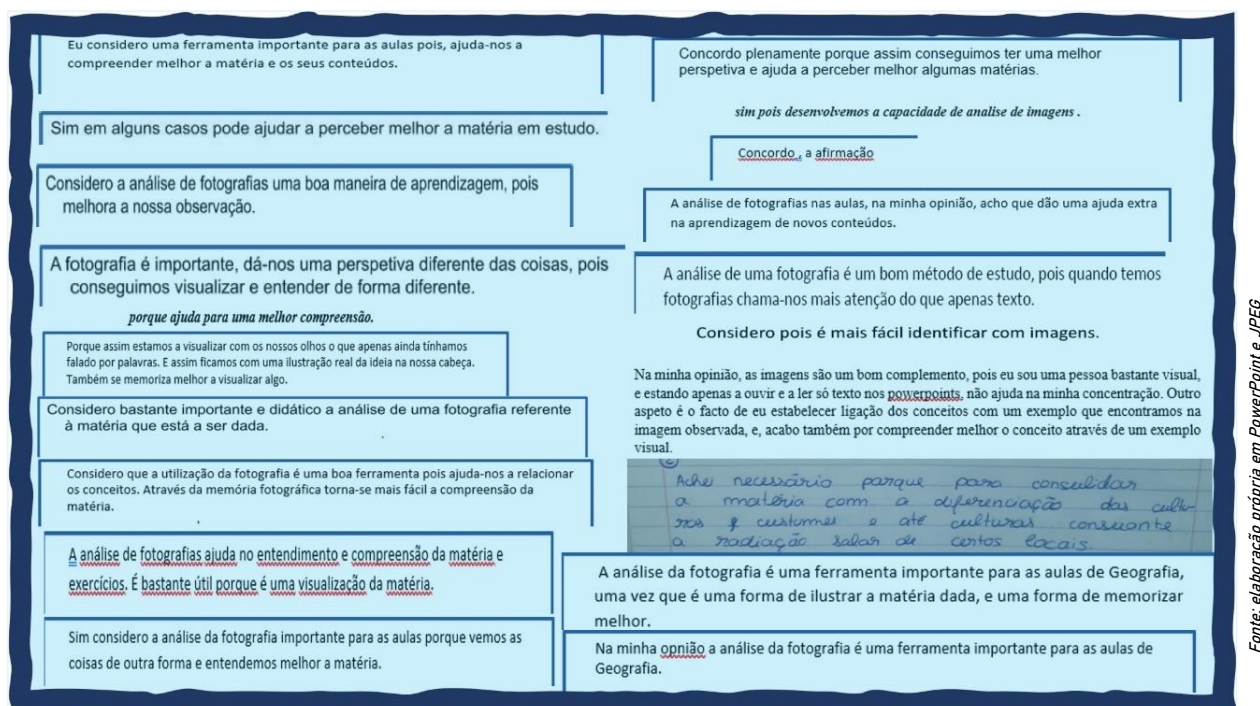 Eu considero uma ferramenta importante para as aulas pois, ajuda-nos a
compreender melhor a matéria e os seus conteúdos.
Sim em alguns casos pode ajudar a perceber melhor a matéria em estudo.
Considero a análise de fotografias uma boa maneira de aprendizagem, pois
melhora a nossa observação.
A fotografia é importante, dá-nos uma perspetiva diferente das coisas, pois
conseguimos visualizar e entender de forma diferente.
porque ajuda para uma melhor compreensão.
Porque assim estamos a visualizar com os nossos olhos o que apenas ainda tínhamos
falado por palavras. E assim ficamos com uma ilustração real da ideia na nossa cabeça.
Também se memoriza melhor a visualizar algo.
Considero bastante importante e didático a análise de uma fotografia referente
à matéria que está a ser dada.
Considero que a utilização da fotografia é uma boa ferramenta pois ajuda-nos a relacionar
os conceitos. Através da memória fotográfica torna-se mais fácil a compreensão da
matéria.
A análise de fotografias ajuda no entendimento e compreensão da matéria e
exercícios. É bastante útil porque é uma visualização da matéria.
Sim considero a análise da fotografia importante para as aulas porque vemos as
coisas de outra forma e entendemos melhor a matéria.
Concordo plenamente porque assim conseguimos ter uma melhor
perspetiva e ajuda a perceber melhor algumas matérias.
sim pois desenvolvemos a capacidade de analise de imagens .
Concordo , a afirmação
A análise de fotografias nas aulas, na minha opinião, acho que dão uma ajuda extra
na aprendizagem de novos conteúdos.
A análise de uma fotografia é um bom método de estudo, pois quando temos
fotografias chama-nos mais atenção do que apenas texto.
Considero pois é mais fácil identificar com imagens.
Na minha opinião, as imagens são um bom complemento, pois eu sou uma pessoa bastante visual,
e estando apenas a ouvir e a ler só texto nos powerpoints, não ajuda na minha concentração. Outro
aspeto é o facto de eu estabelecer ligação dos conceitos com um exemplo que encontramos na
imagem observada, e, acabo também por compreender melhor o conceito através de um exemplo
visual.
Achei necessário porque para consulidar
a matéria com a diferenciação das cultu-
ras e custumes e até culturas consuante
a radiação solar de certos locais.
A análise da fotografia é uma ferramenta importante para as aulas de Geografia,
uma vez que é uma forma de ilustrar a matéria dada, e uma forma de memorizar
melhor.
Na minha opnião a análise da fotografia é uma ferramenta importante para as aulas de
Geografia.
Fonte: elaboração própria em PowerPoint e JPEG